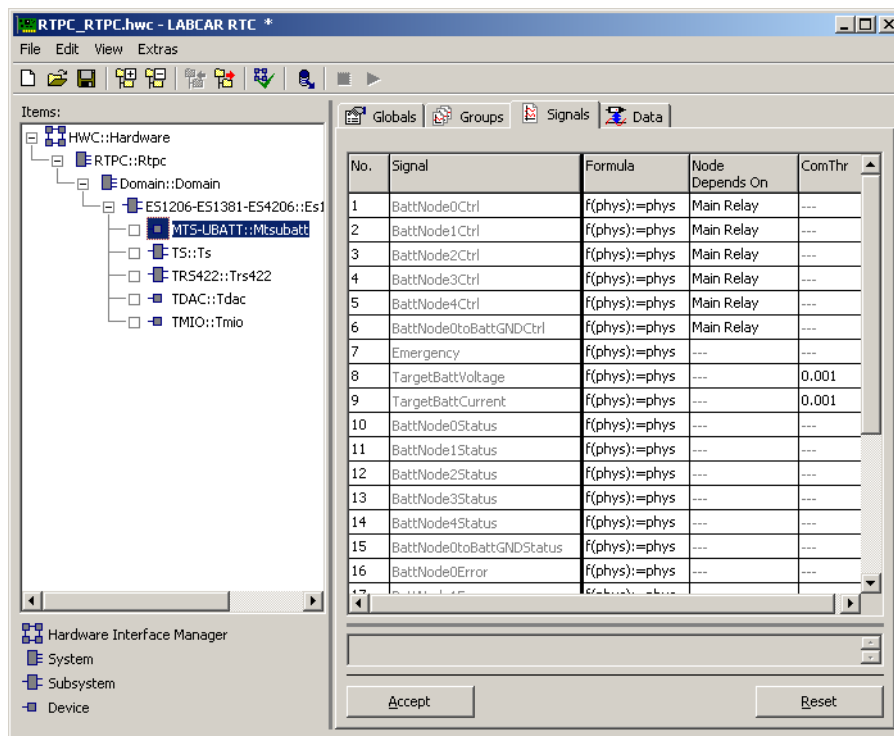 RTPC_RTPC.hwc - LABCAR RTC *
File Edit View Extras
Items:
HWC::Hardware
RTPC::Rtpc
Domain::Domain
ES1206-ES1381-ES4206::Es1
MTS-UBATT::Mtsubatt
TS::Ts
TRS422::Trs422
TDAC::Tdac
TMIO::Tmio
Hardware Interface Manager
System
Subsystem
Device
Globals Groups Signals Data
No. Signal Formula Node Depends On ComThr
1 BattNode0Ctrl f(phys):=phys Main Relay ---
2 BattNode1Ctrl f(phys):=phys Main Relay ---
3 BattNode2Ctrl f(phys):=phys Main Relay ---
4 BattNode3Ctrl f(phys):=phys Main Relay ---
5 BattNode4Ctrl f(phys):=phys Main Relay ---
6 BattNode0toBattGNDCtrl f(phys):=phys Main Relay ---
7 Emergency f(phys):=phys --- ---
8 TargetBattVoltage f(phys):=phys --- 0.001
9 TargetBattCurrent f(phys):=phys --- 0.001
10 BattNode0Status f(phys):=phys --- ---
11 BattNode1Status f(phys):=phys --- ---
12 BattNode2Status f(phys):=phys --- ---
13 BattNode3Status f(phys):=phys --- ---
14 BattNode4Status f(phys):=phys --- ---
15 BattNode0toBattGNDStatus f(phys):=phys --- ---
16 BattNode0Error f(phys):=phys --- ---
Accept Reset